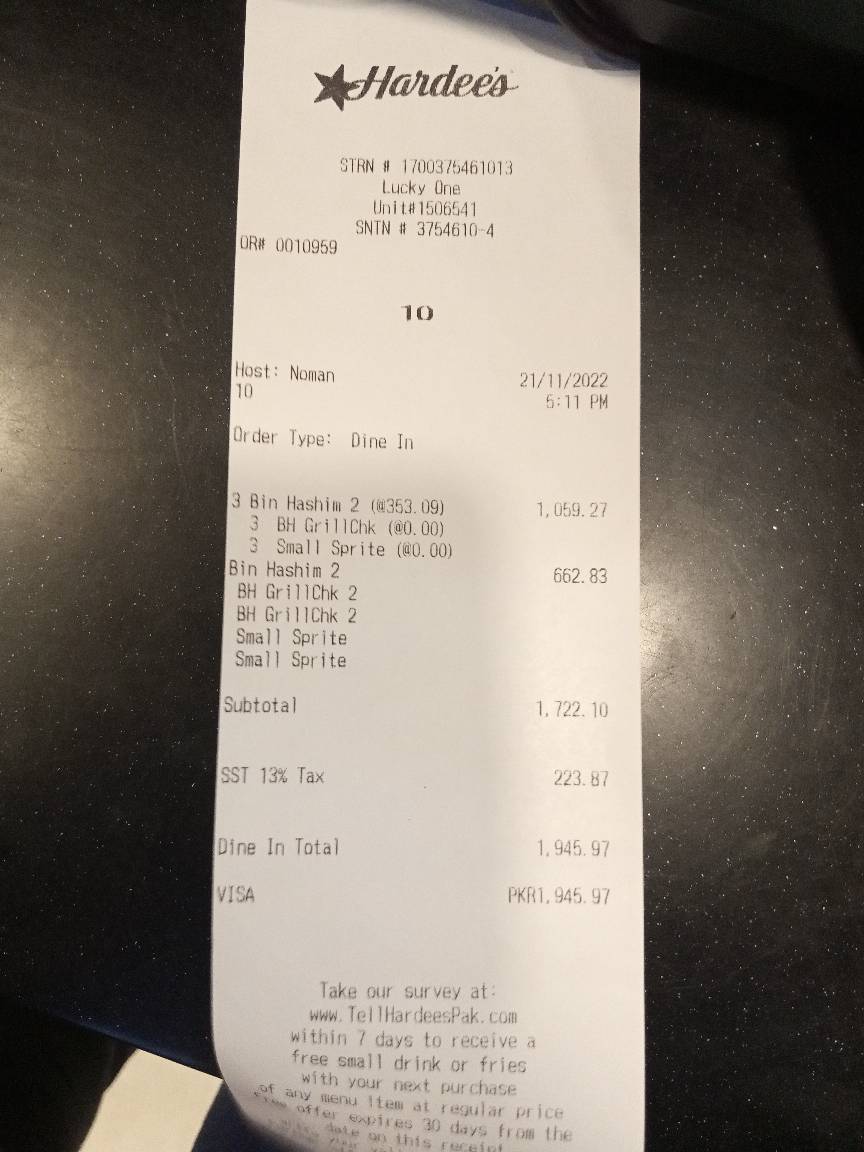 Hardee's
STRN # 1700375461013
Lucky One
Unit#1506541
SNTN # 3754610-4
OR# 0010959
10
Host: Noman
21/11/2022
10
5:11 PM
Order Type: Dine In
3 Bin Hashim 2 (@353.09) 1,059.27
3 BH GrillChk (@0.00)
3 Small Sprite (@0.00)
Bin Hashim 2 662.83
BH GrillChk 2
BH GrillChk 2
Small Sprite
Small Sprite
Subtotal 1,722.10
SST 13% Tax 223.87
Dine In Total 1,945.97
VISA PKR1,945.97
Take our survey at:
www.TellHardeesPak.com
within 7 days to receive a
free small drink or fries
with your next purchase
of any menu item at regular price
offer expires 30 days from the
date on this receipt